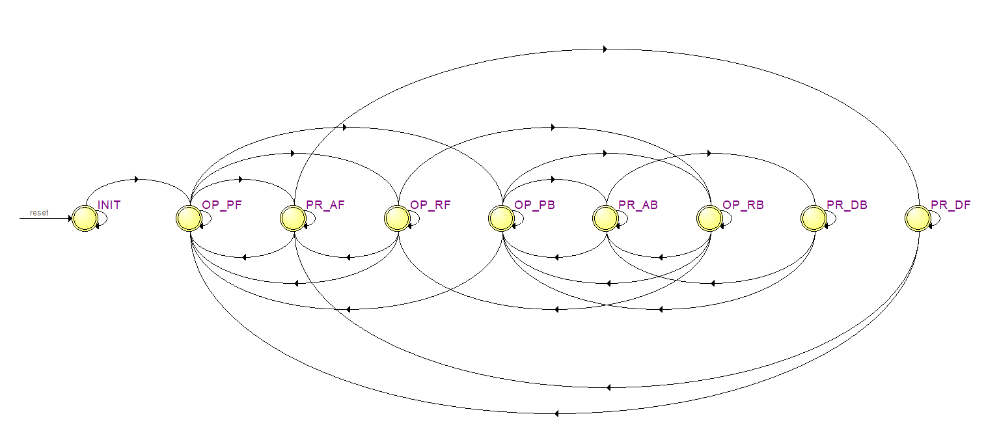 reset
INIT
OP_PF
PR_AF
OP_RF
OP_PB
PR_AB
OP_RB
PR_DB
PR_DF